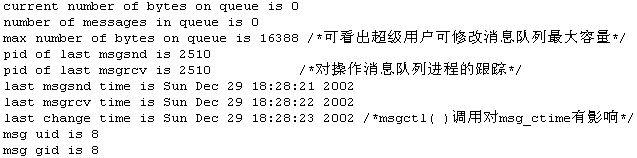 current number of bytes on queue is 0
number of messages in queue is 0
max number of bytes on queue is 16388 /*可看出超级用户可修改消息队列最大容量*/
pid of last msgsnd is 2510
pid of last msgrcv is 2510 /*对操作消息队列进程的跟踪*/
last msgsnd time is Sun Dec 29 18:28:21 2002
last msgrcv time is Sun Dec 29 18:28:22 2002
last change time is Sun Dec 29 18:28:23 2002 /*msgctl( )调用对msg_ctime有影响*/
msg uid is 8
msg gid is 8